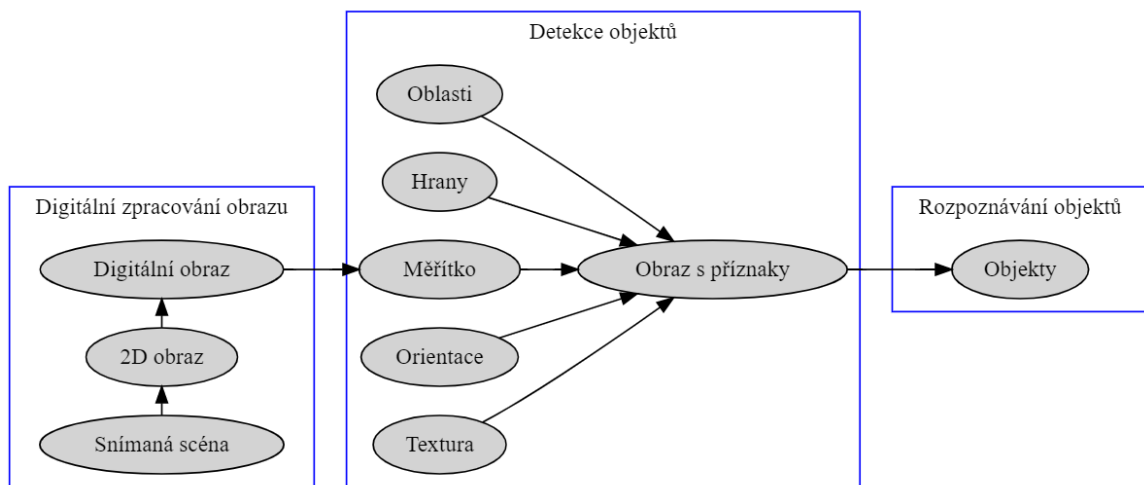 Detekce objektů
Oblasti
Hrany
Digitální zpracování obrazu
Rozpoznávání objektů
Digitální obraz
Měřítko
Obraz s příznaky
Objekty
2D obraz
Orientace
Snímaná scéna
Textura